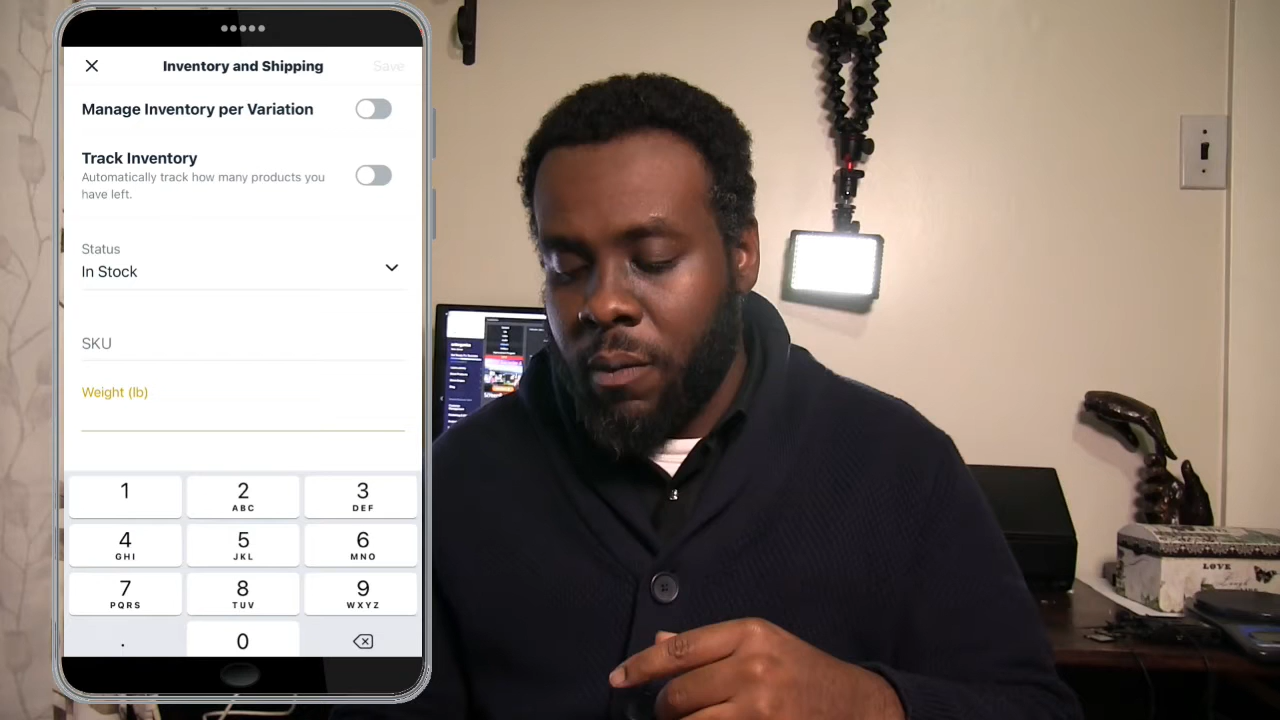 Inventory and Shipping
Save
Manage Inventory per Variation
Track Inventory
Automatically track how many products you
have left.
Status
In Stock
SKU
Weight (lb)
1
2
ABC
3
DEF
4
GHI
5
JKL
6
MNO
7
PQRS
8
TUV
9
WXYZ
.
0
LOVE